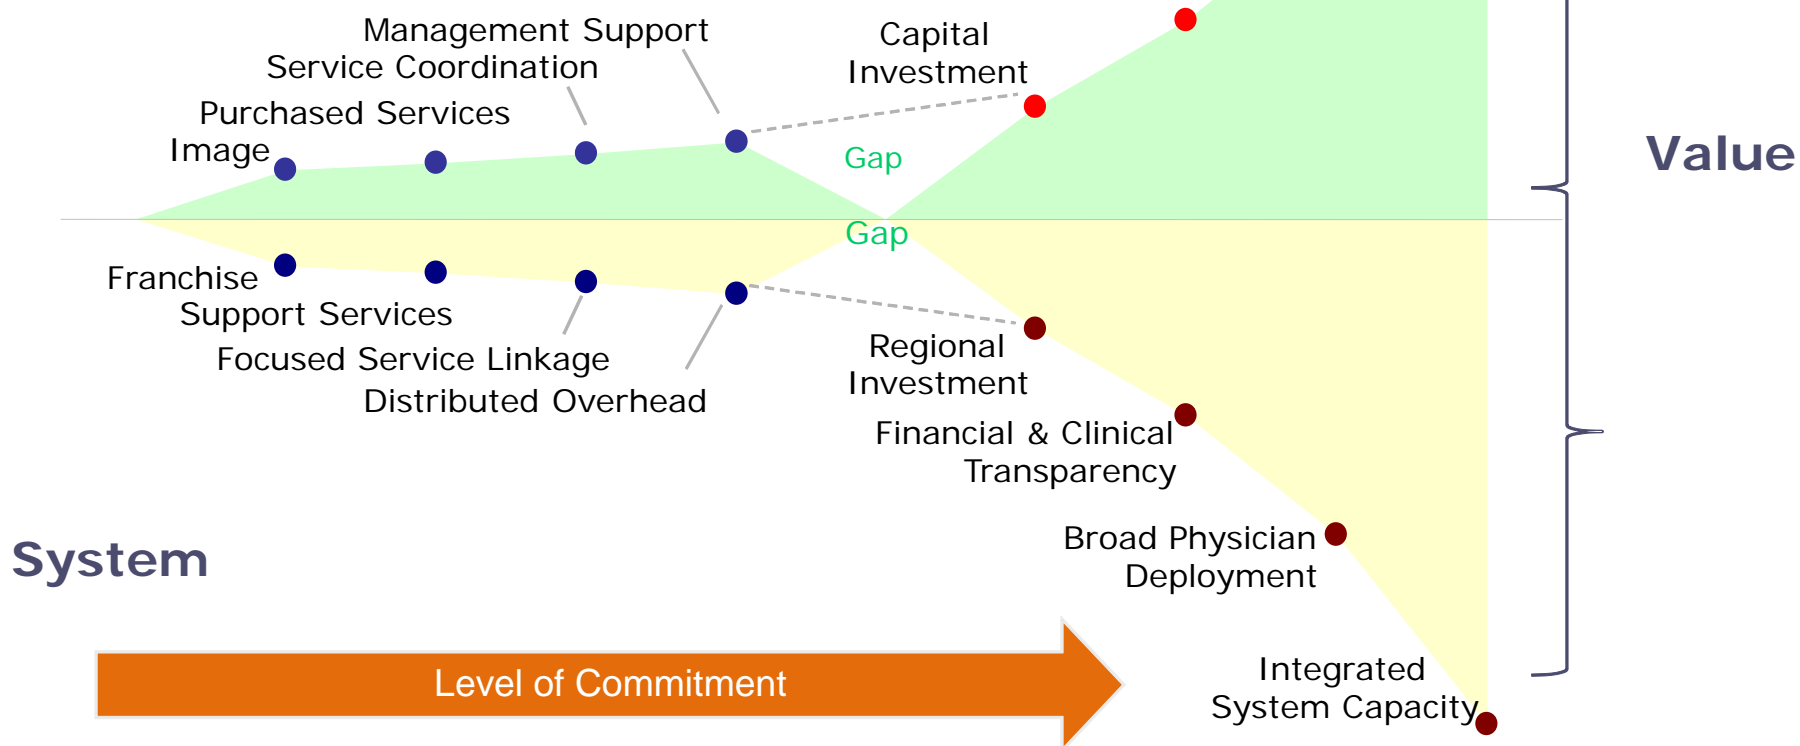 Management Support
Service Coordination
Purchased Services
Image
Capital
Investment
Gap
Value
Gap
Franchise
Support Services
Focused Service Linkage
Distributed Overhead
Regional
Investment
Financial & Clinical
Transparency
Broad Physician
Deployment
System
Level of Commitment
Integrated
System Capacity